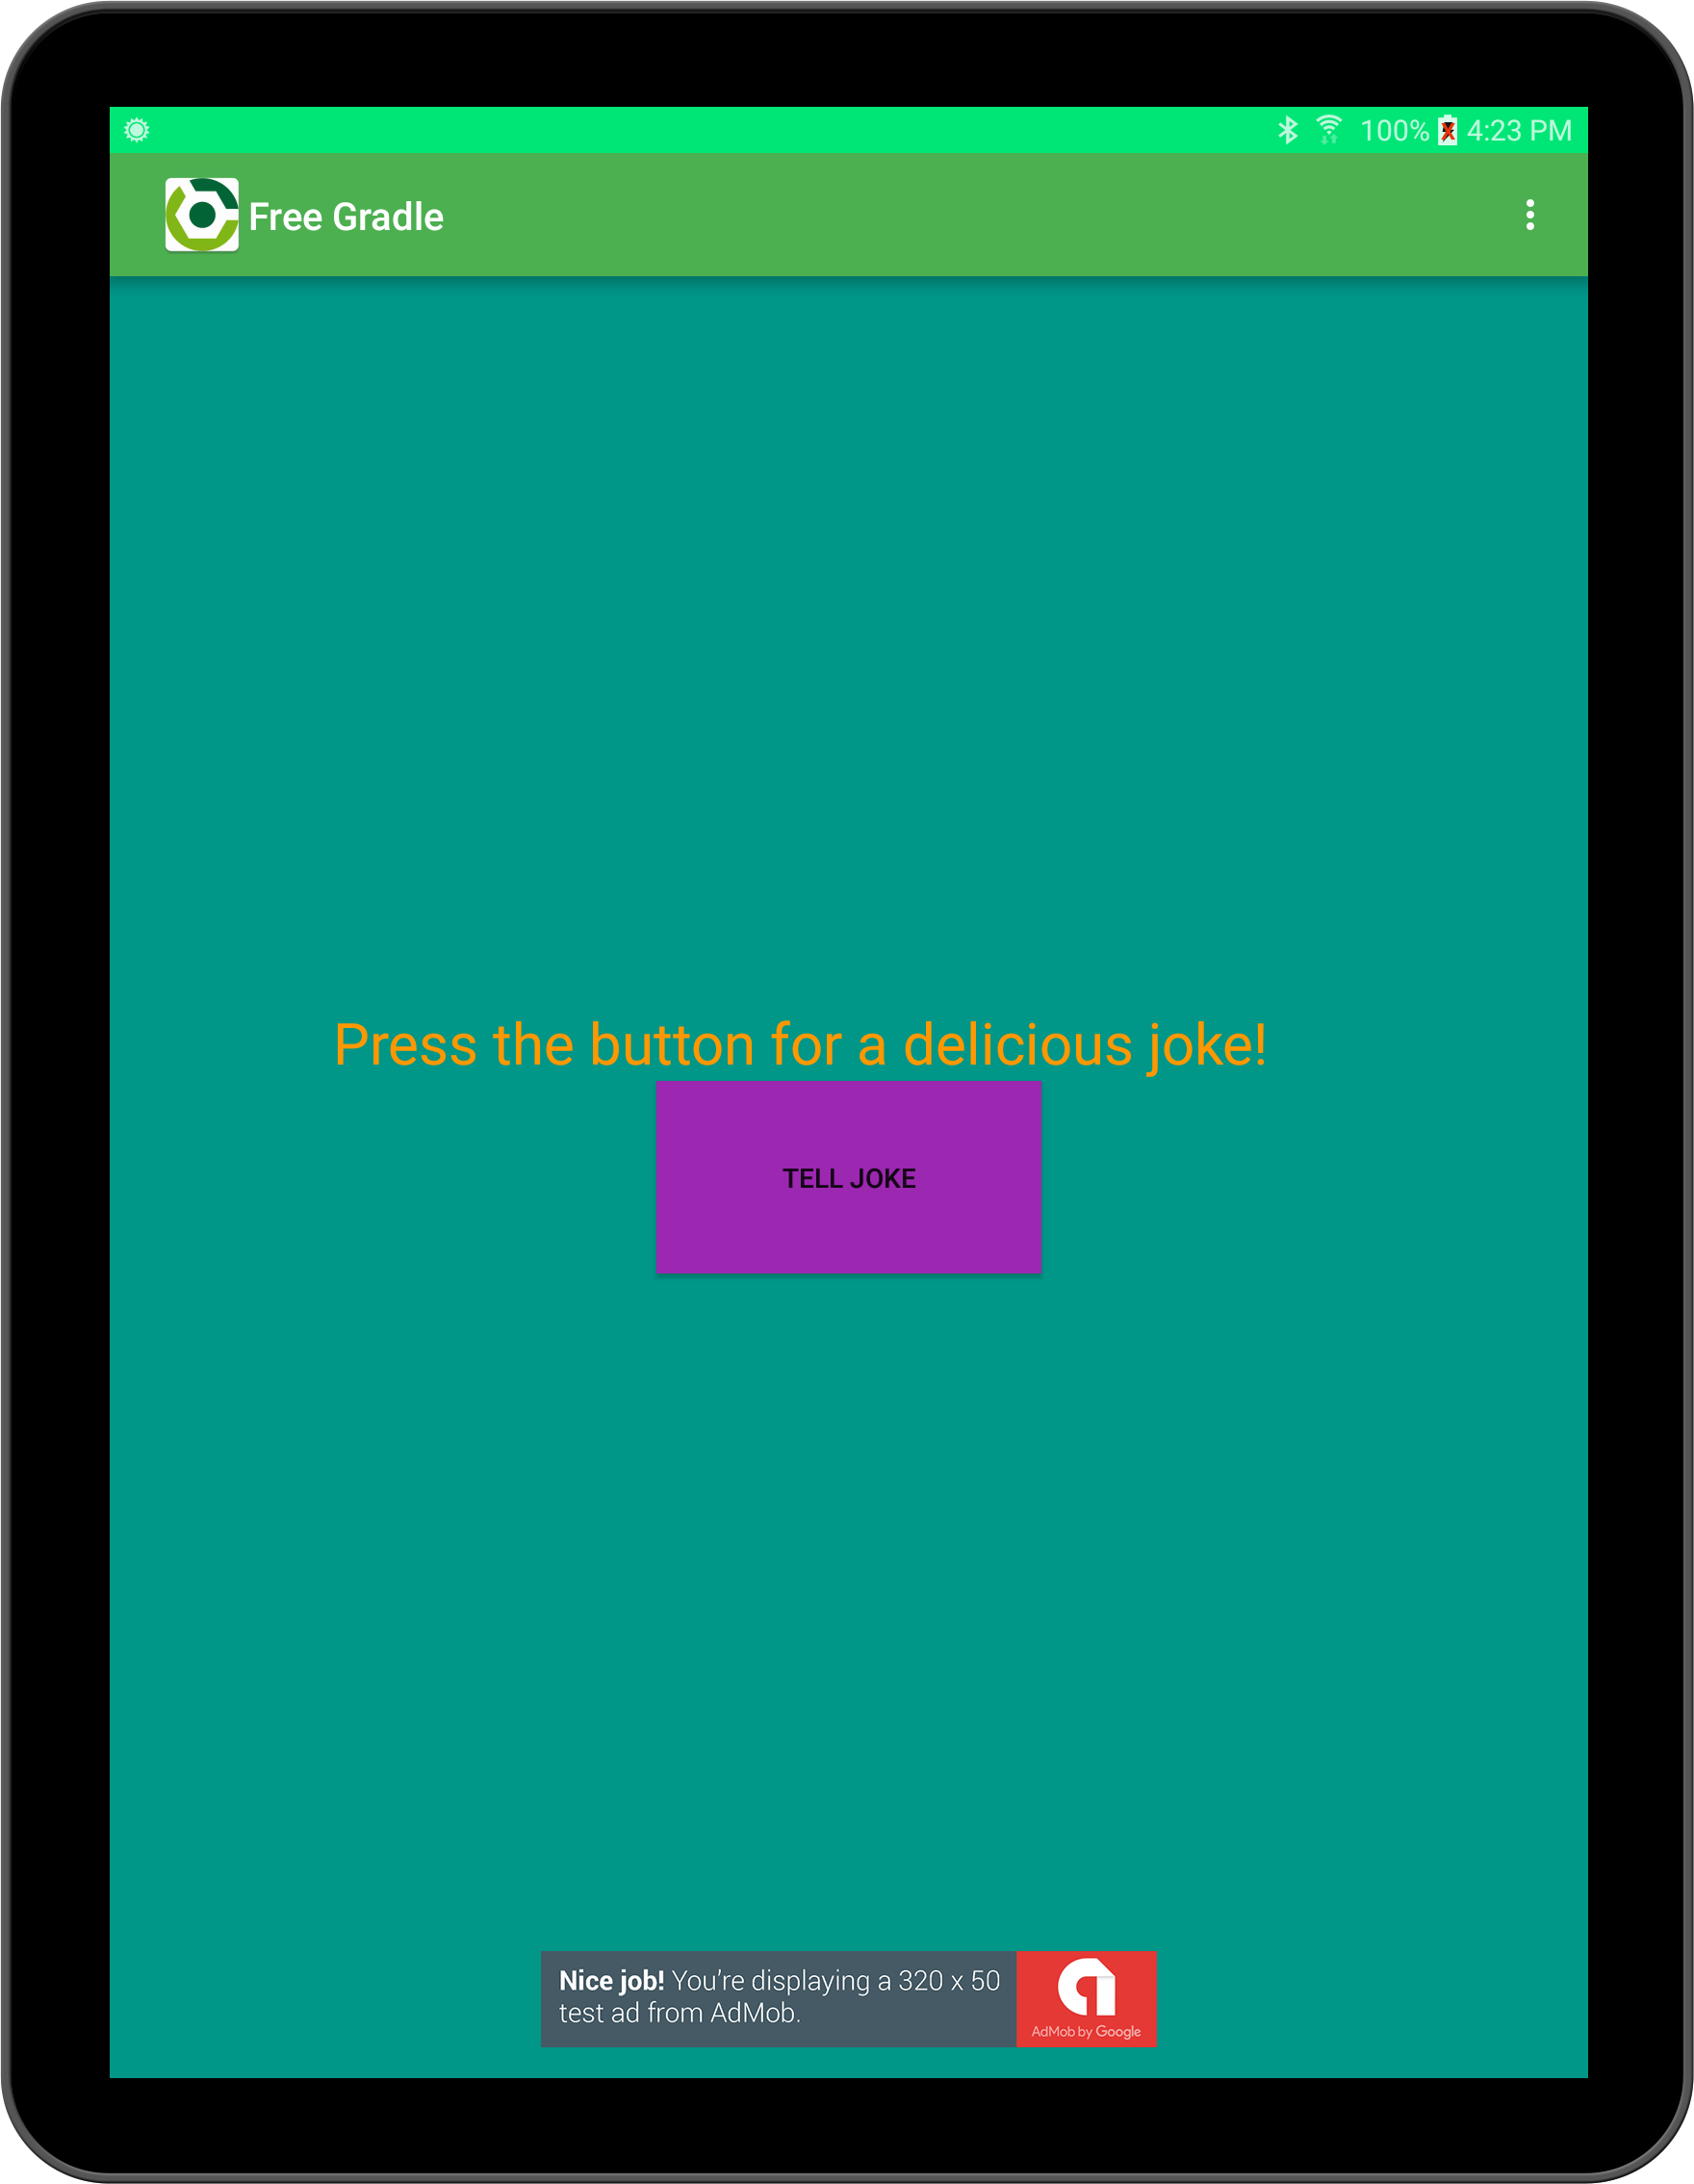 100% 4:23 PM
Free Gradle
Press the button for a delicious joke!
TELL JOKE
Nice job! You're displaying a 320 x 50
test ad from AdMob.
AdMob by Google